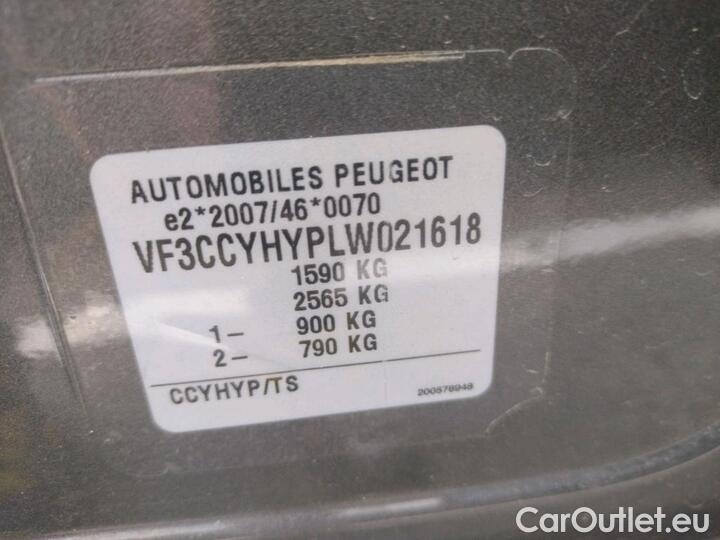 AUTOMOBILES PEUGEOT
e2*2007/46*0070
VF3CCYHYPLW021618
1590 KG
2565 KG
1– 900 KG
2– 790 KG
CCYHYP/TS 200578949
CarOutlet.eu